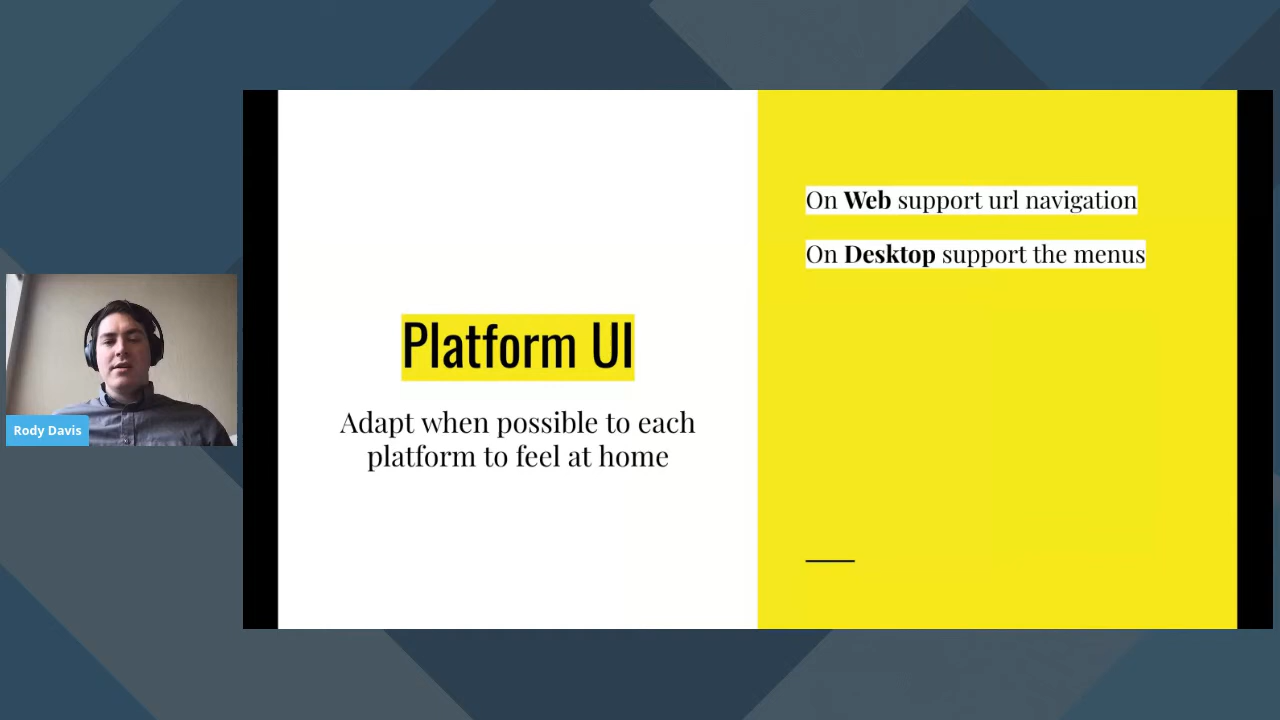 Platform UI
Adapt when possible to each
platform to feel at home
On Web support url navigation
On Desktop support the menus
Rody Davis